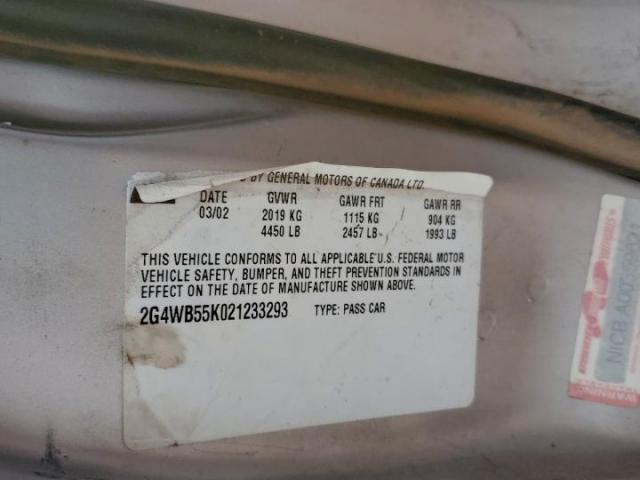 BY GENERAL MOTORS OF CANADA LTD.
DATE GVWR GAWR FRT GAWR RR
03/02 2019 KG 1115 KG 904 KG
4450 LB 2457 LB 1993 LB
THIS VEHICLE CONFORMS TO ALL APPLICABLE U.S. FEDERAL MOTOR
VEHICLE SAFETY, BUMPER, AND THEFT PREVENTION STANDARDS IN
EFFECT ON THE DATE OF MANUFACTURE SHOWN ABOVE.
2G4WB55K021233293 TYPE: PASS CAR
WARNING
NICB